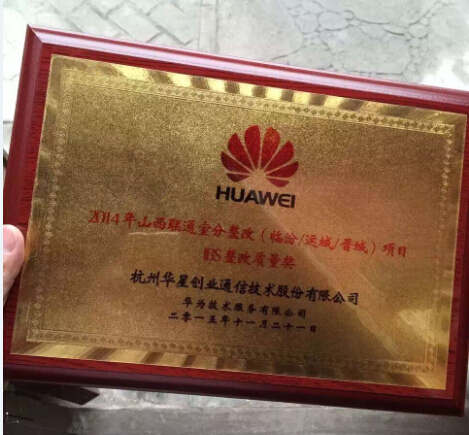 HUAWEI
2014年山西联通室分整改（临汾/运城/晋城）项目
IBS整改质量奖
杭州华星创业通信技术股份有限公司
华为技术服务有限公司
二零一五年十一月二十一日